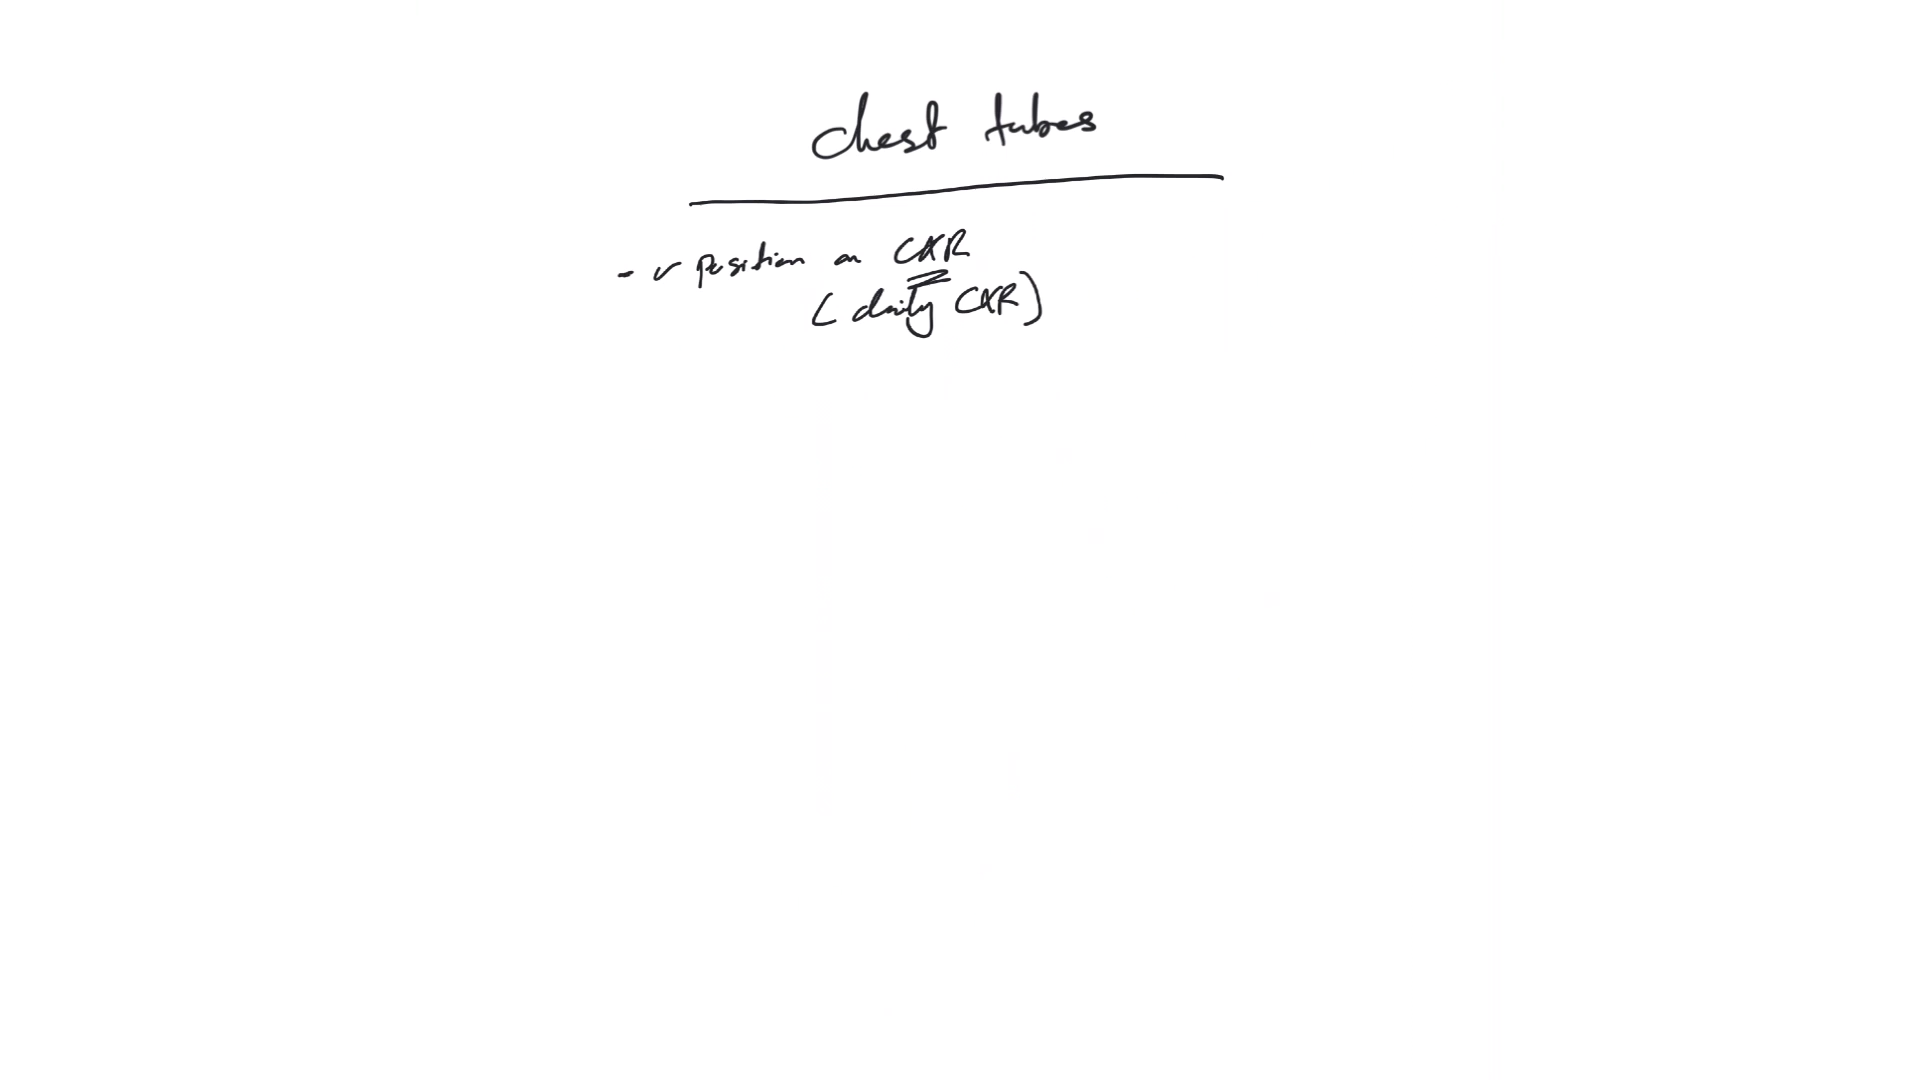 chest tubes
- ✓ position on CXR
(daily CXR)